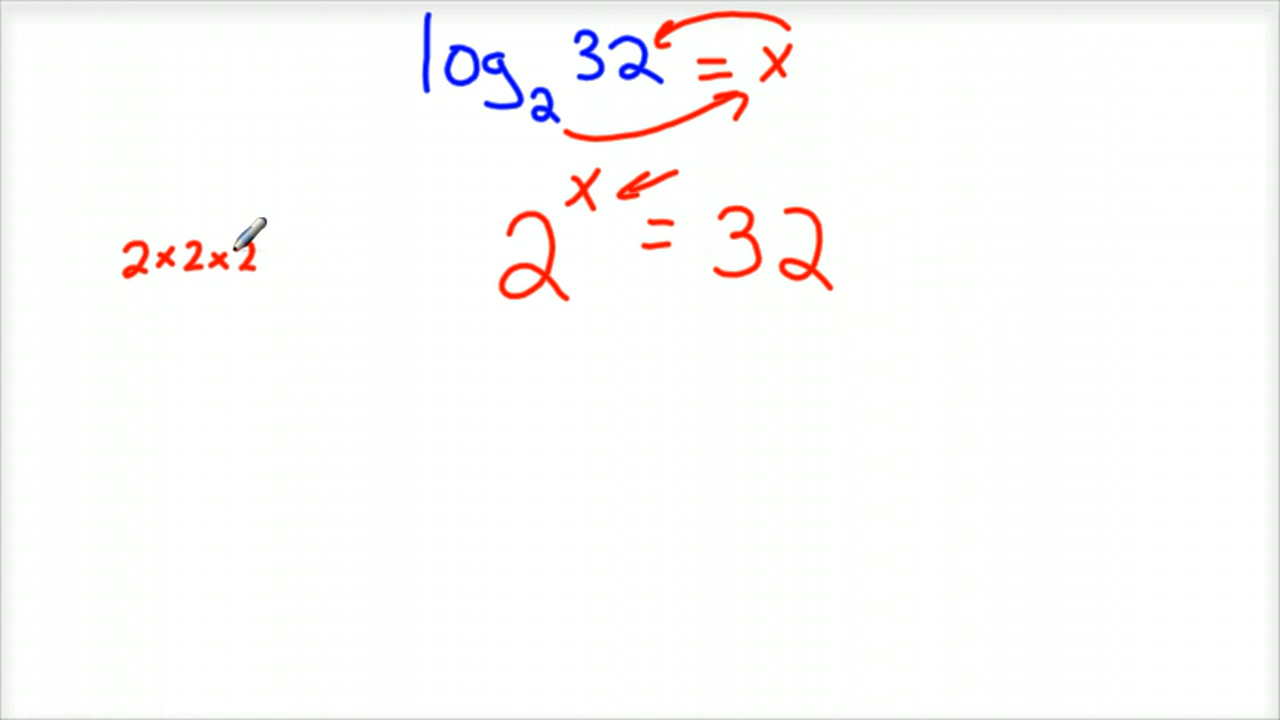 log₂ 32 = x
2ˣ = 32
2×2×2